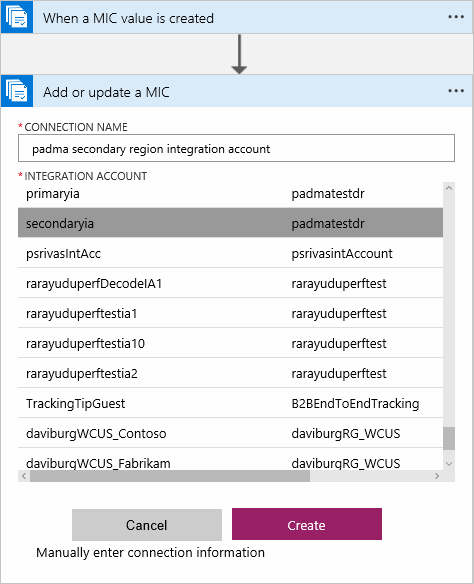 When a MIC value is created
Add or update a MIC
* CONNECTION NAME
padma secondary region integration account
* INTEGRATION ACCOUNT
primaryia padmatestdr
secondaryia padmatestdr
psrivasIntAcc psrivasintAccount
rarayuduperfDecodeIA1 rarayuduperftest
rarayuduperftestia1 rarayuduperftest
rarayuduperftestia10 rarayuduperftest
rarayuduperftestia2 rarayuduperftest
TrackingTipGuest B2BEndToEndTracking
daviburgWCUS_Contoso daviburgRG_WCUS
daviburgWCUS_Fabrikam daviburgRG_WCUS
Cancel Create
Manually enter connection information